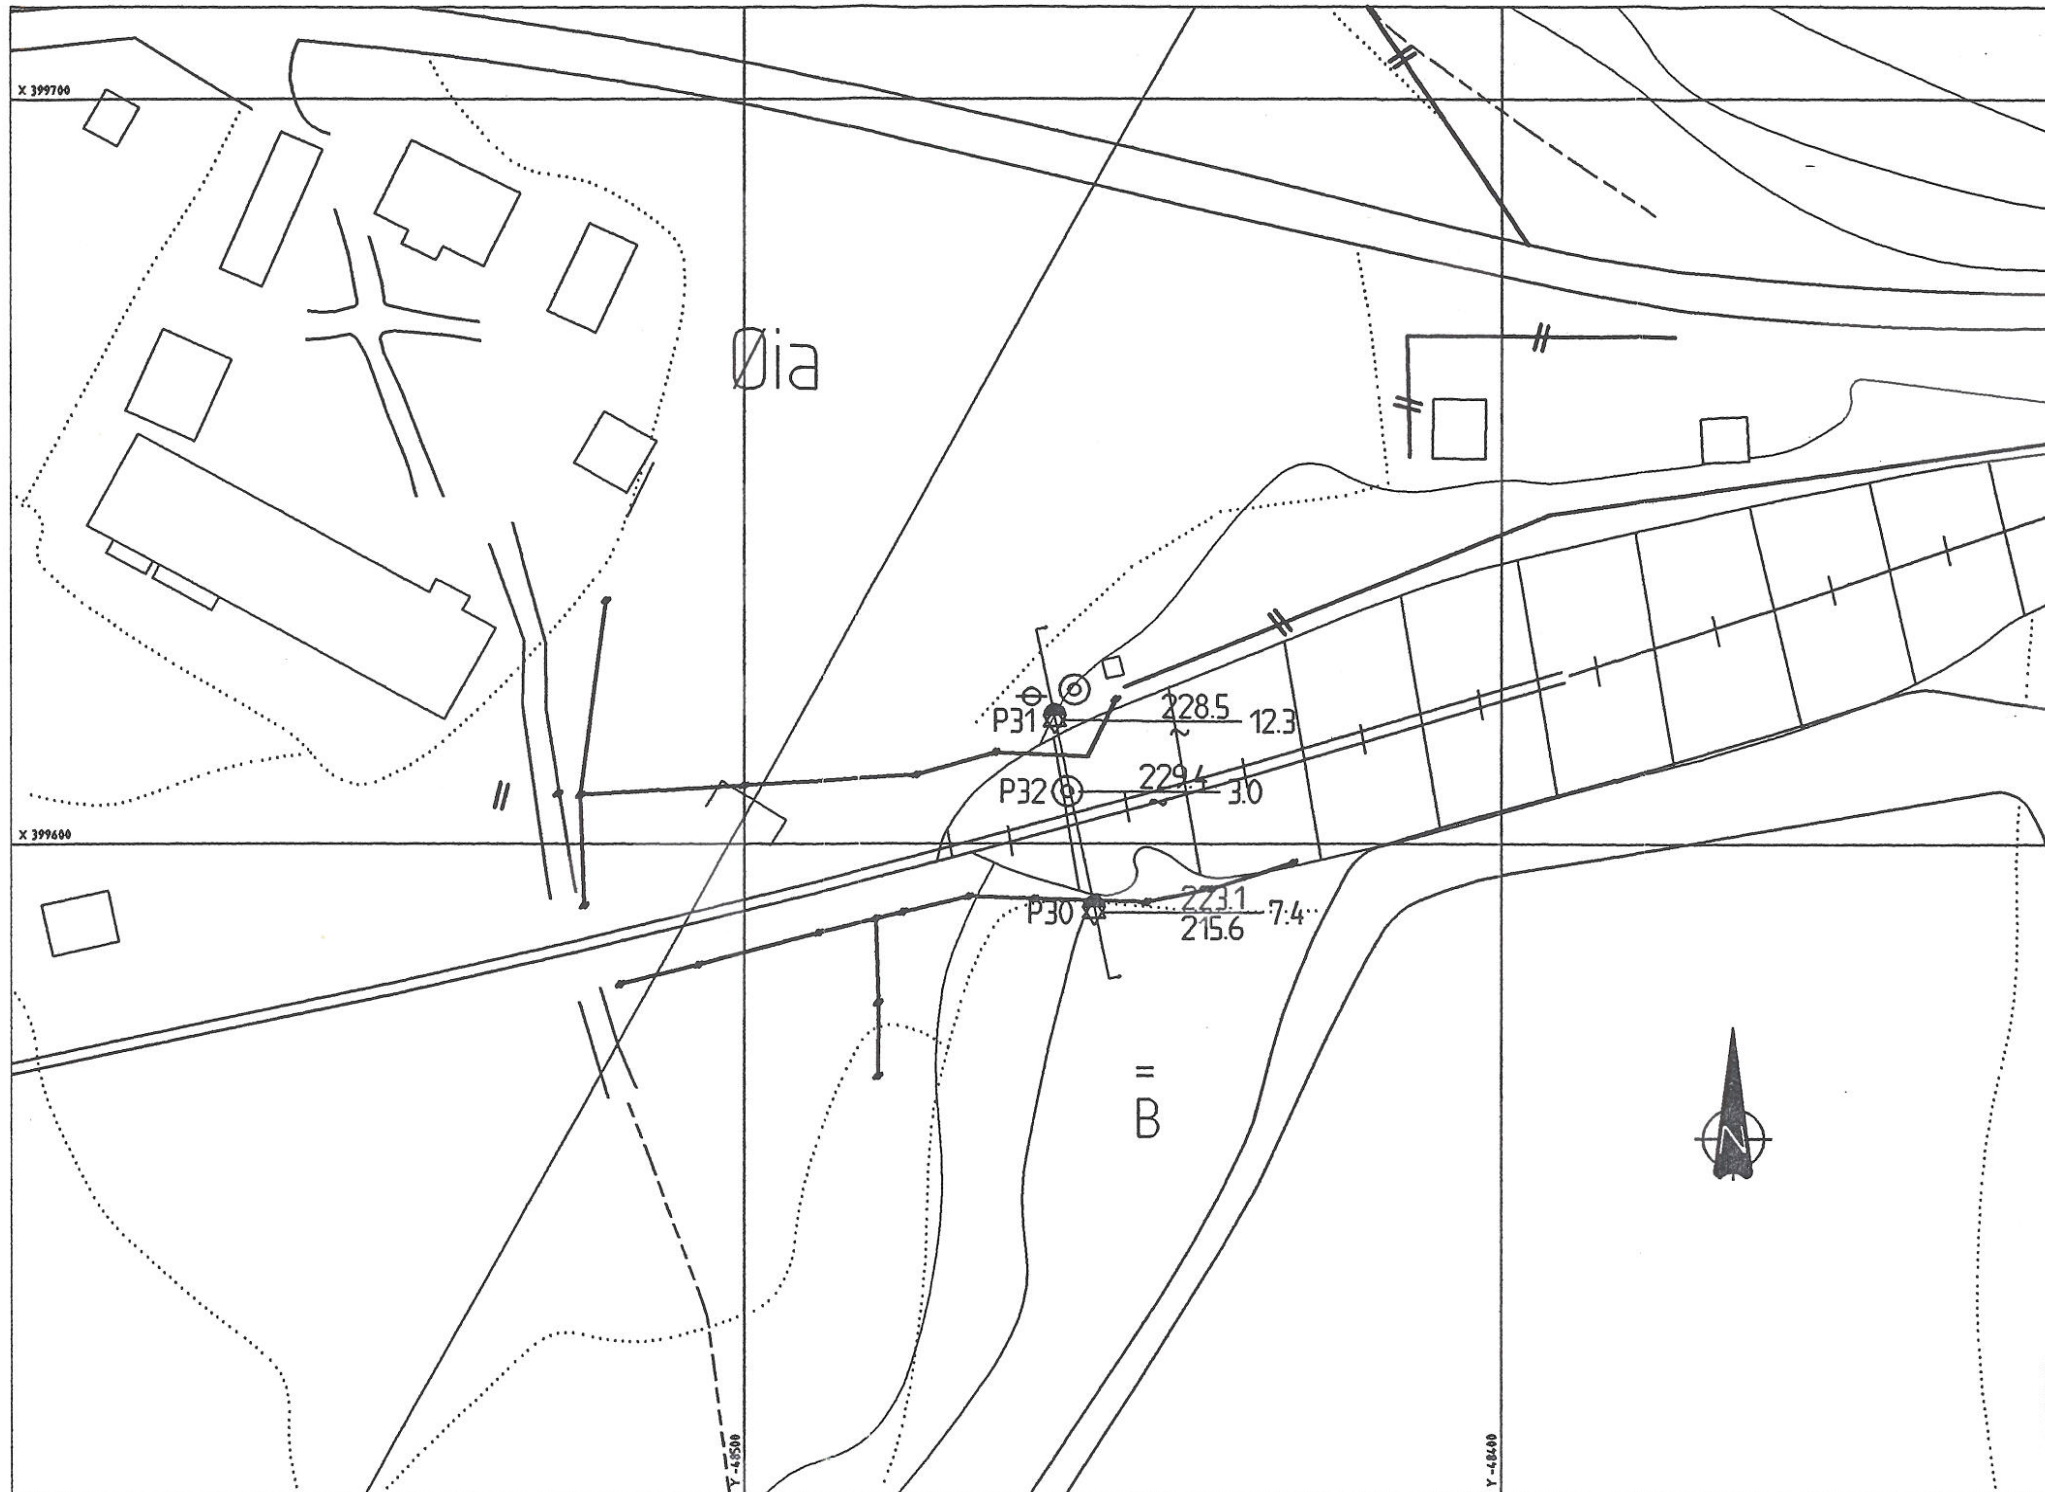 X 399700
Øia
P31 228.5 12.3
~
P32 229.4 3.0
~
X 399600
P30 223.1 7.4
215.6
=
B
N
Y -48500
Y -48400